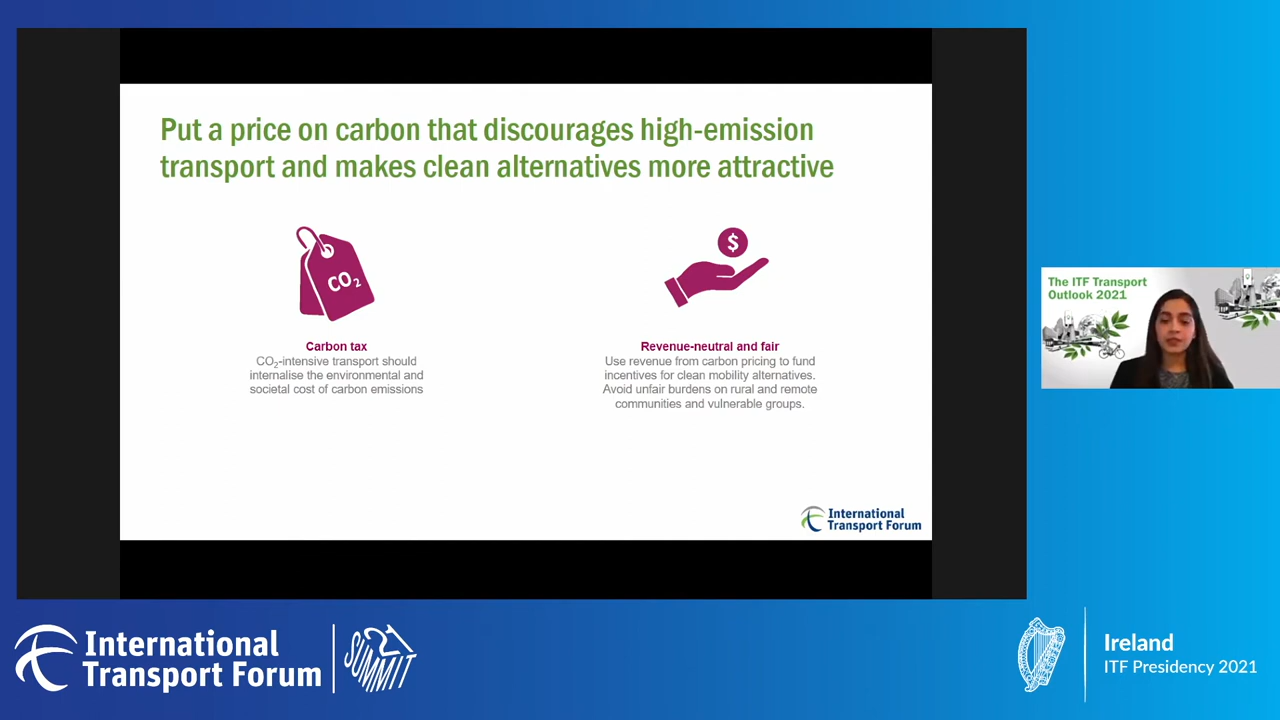 Put a price on carbon that discourages high-emission
transport and makes clean alternatives more attractive
CO₂
$
Carbon tax
CO₂-intensive transport should
internalise the environmental and
societal cost of carbon emissions
Revenue-neutral and fair
Use revenue from carbon pricing to fund
incentives for clean mobility alternatives.
Avoid unfair burdens on rural and remote
communities and vulnerable groups.
International
Transport Forum
The ITF Transport
Outlook 2021
International
Transport Forum
21
SUMMIT
Ireland
ITF Presidency 2021